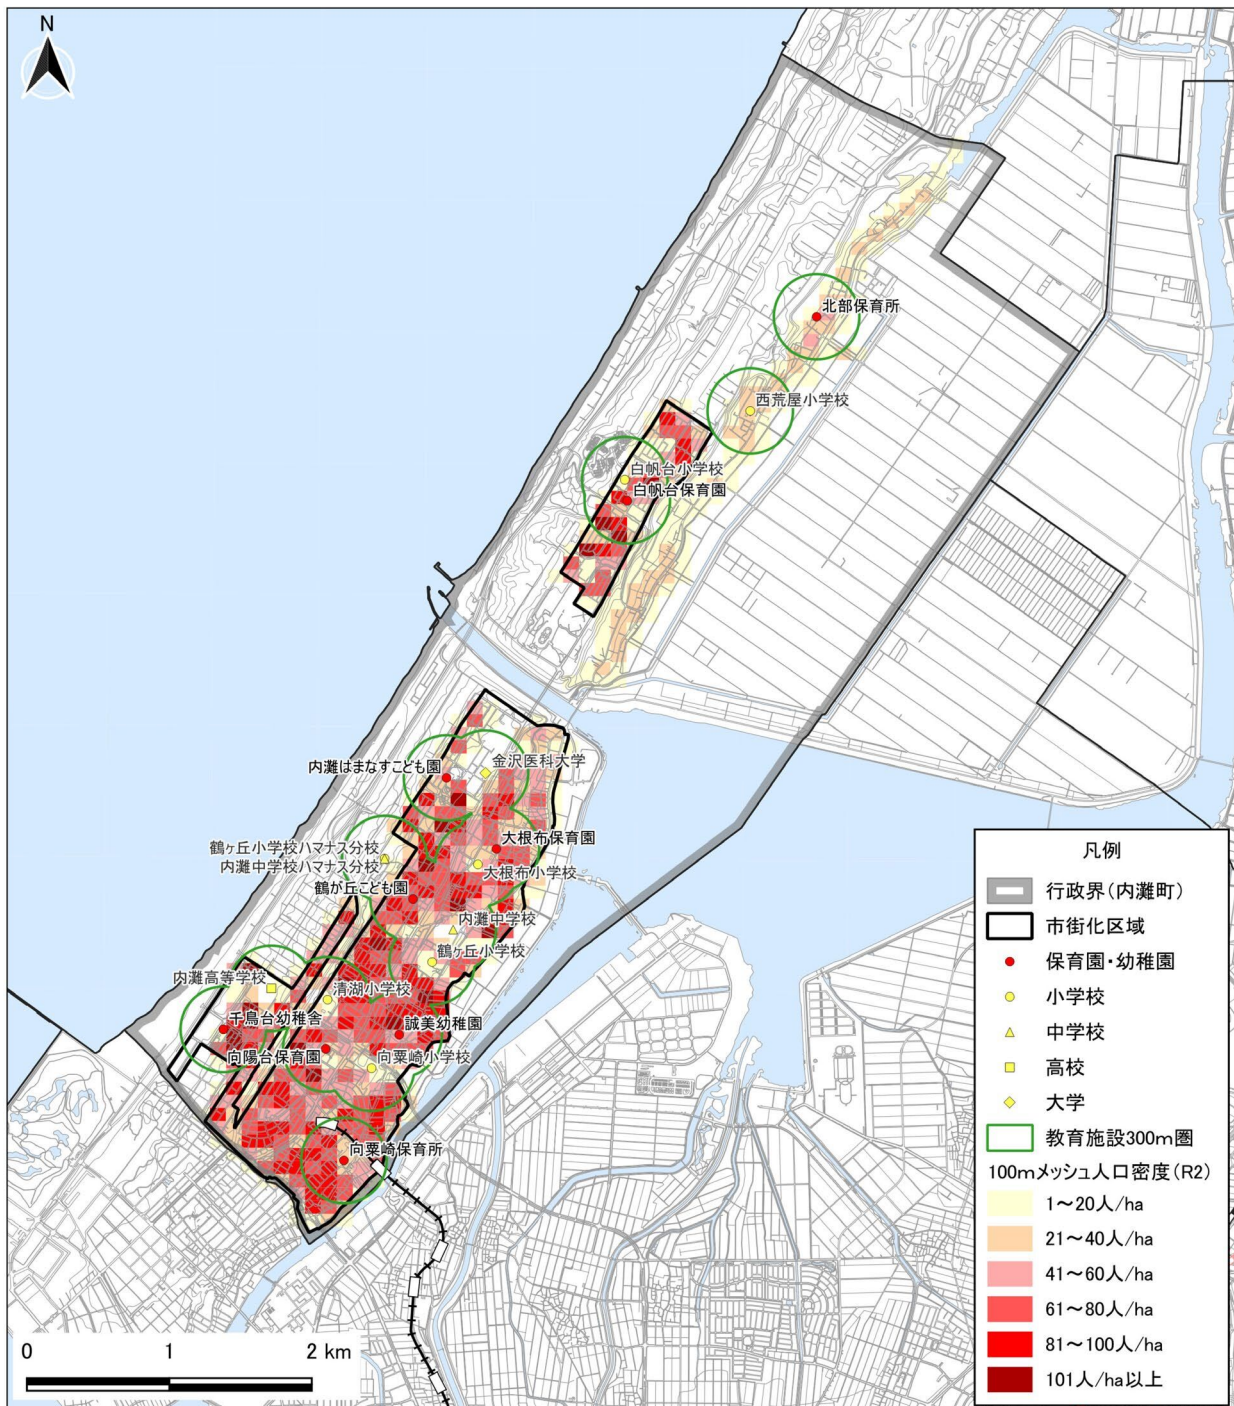 N
北部保育所
西荒屋小学校
白帆台小学校
白帆台保育園
金沢医科大学
内灘はまなすこども園
大根布保育園
鶴ヶ丘小学校ハマナス分校
内灘中学校ハマナス分校
大根布小学校
鶴が丘こども園
内灘中学校
鶴ヶ丘小学校
内灘高等学校
清湖小学校
千鳥台幼稚舎
誠美幼稚園
向陽台保育園
向粟崎小学校
向粟崎保育所
0 1 2 km
凡例
行政界(内灘町)
市街化区域
保育園・幼稚園
小学校
中学校
高校
大学
教育施設300m圏
100mメッシュ人口密度(R2)
1~20人/ha
21~40人/ha
41~60人/ha
61~80人/ha
81~100人/ha
101人/ha以上